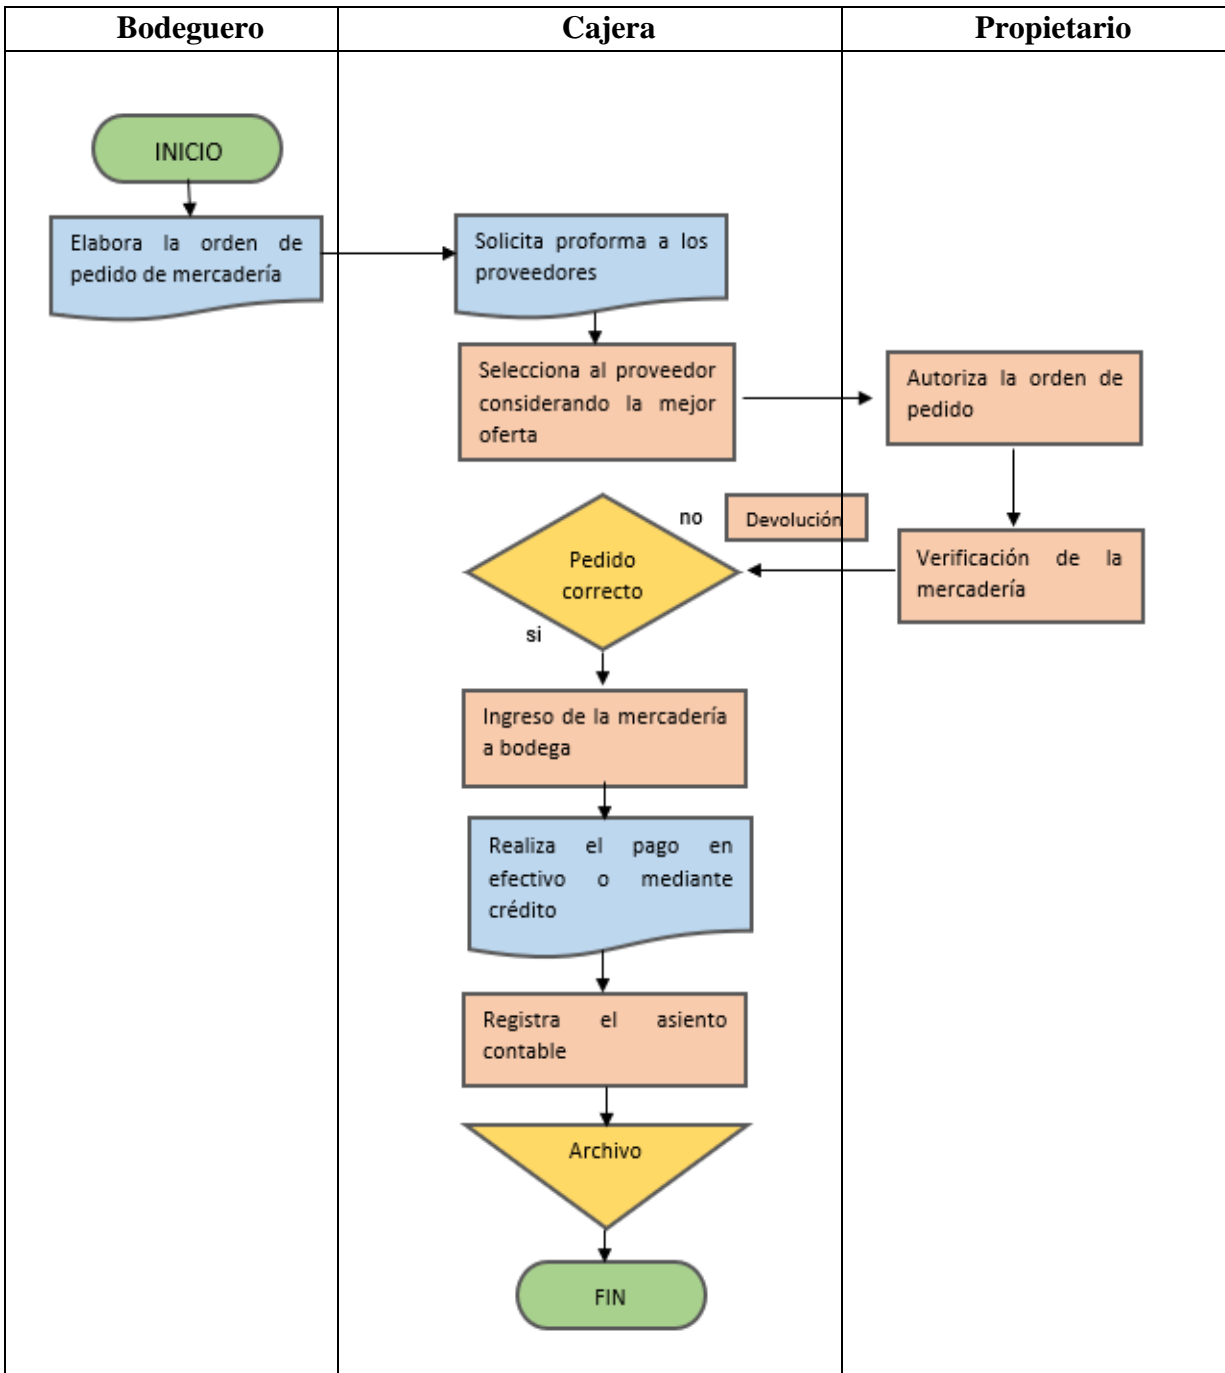 Bodeguero
Cajera
Propietario
INICIO
Elabora la orden de
pedido de mercadería
Solicita proforma a los
proveedores
Selecciona al proveedor
considerando la mejor
oferta
Autoriza la orden de
pedido
Verificación de la
mercadería
Pedido
correcto
no
Devolución
si
Ingreso de la mercadería
a bodega
Realiza el pago en
efectivo o mediante
crédito
Registra el asiento
contable
Archivo
FIN